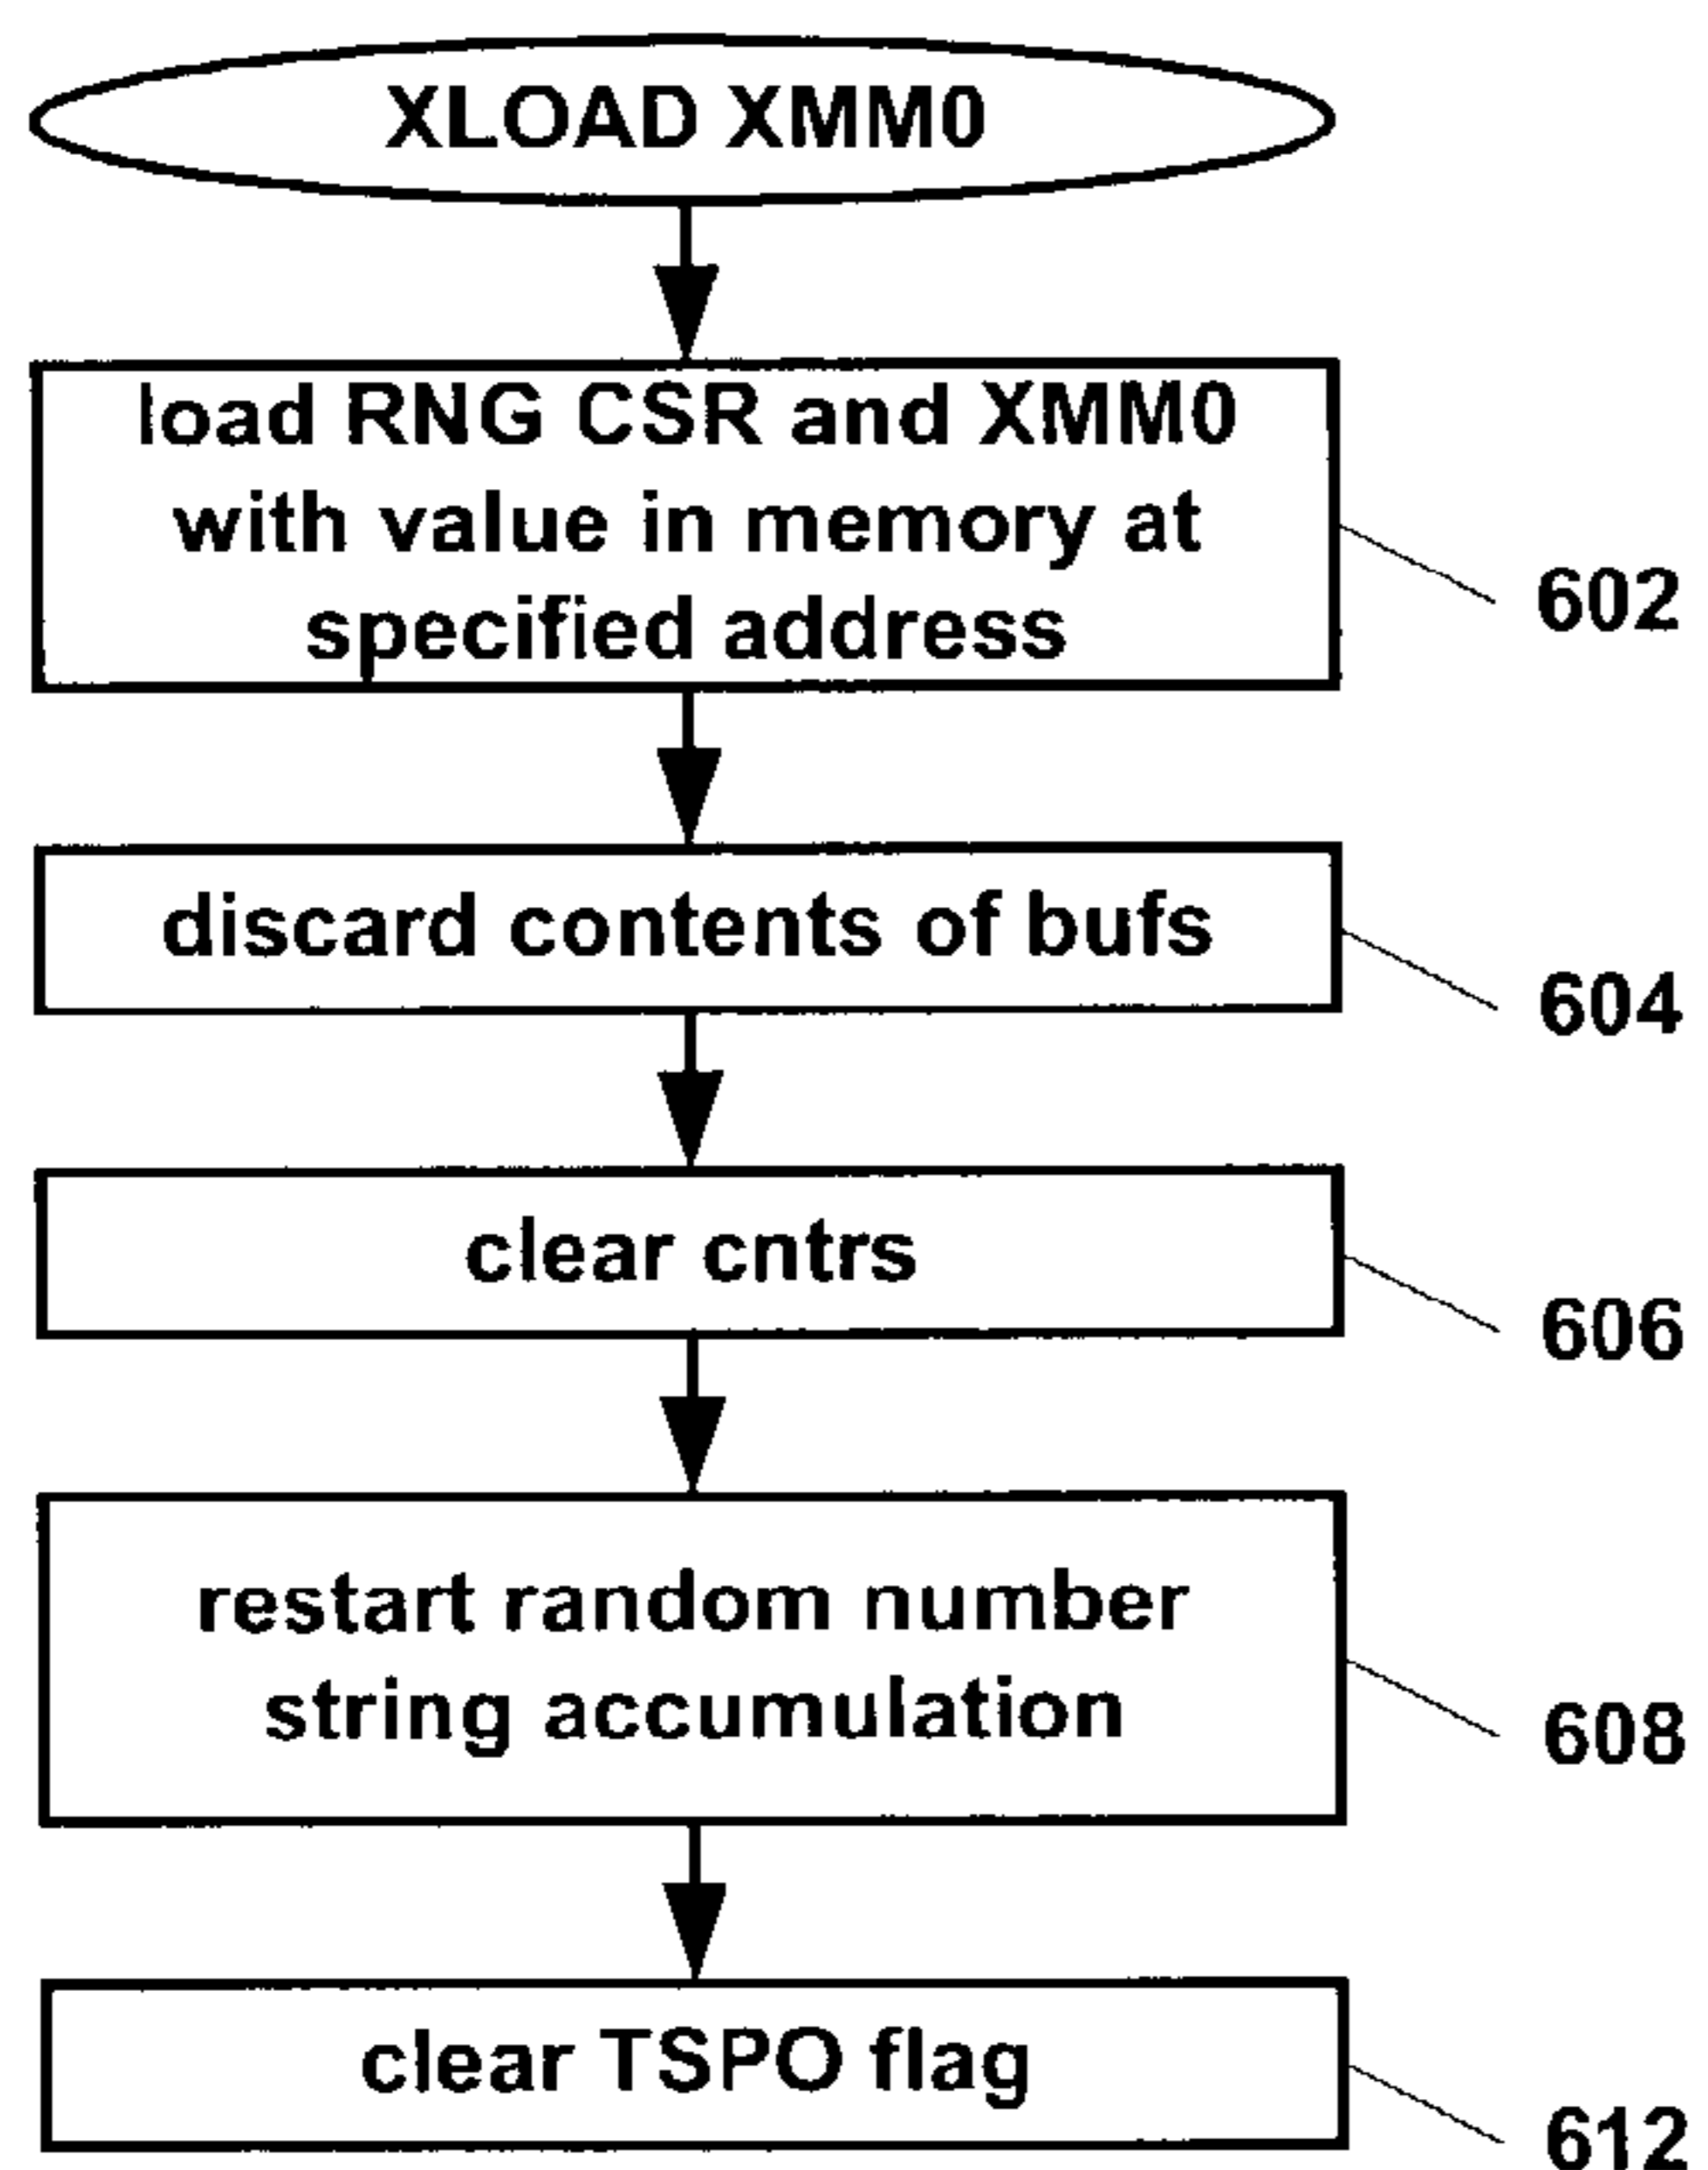 XLOAD XMM0
load RNG CSR and XMM0
with value in memory at
specified address
602
discard contents of bufs
604
clear cntrs
606
restart random number
string accumulation
608
clear TSPO flag
612